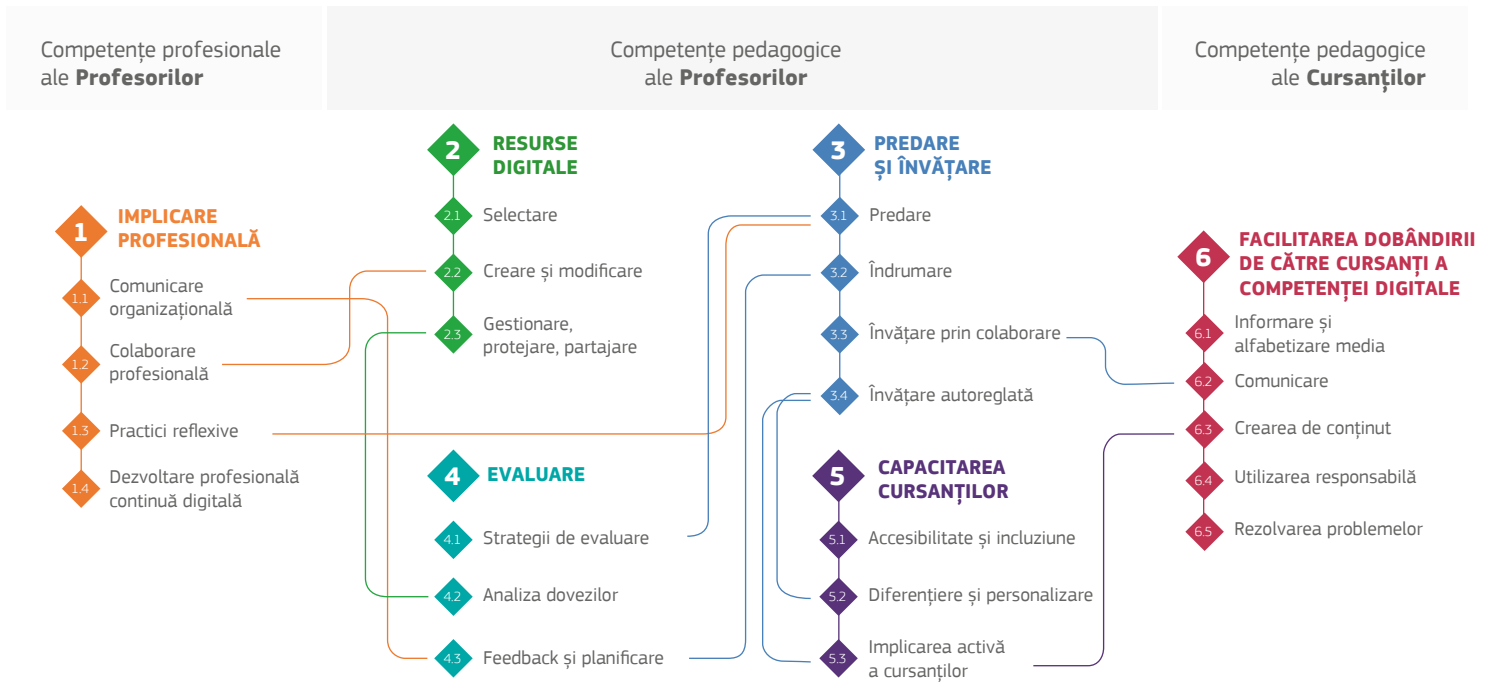 Competențe profesionale
ale Profesorilor
Competențe pedagogice
ale Profesorilor
Competențe pedagogice
ale Cursanților
1
IMPLICARE
PROFESIONALĂ
1.1
Comunicare
organizațională
1.2
Colaborare
profesională
1.3
Practici reflexive
1.4
Dezvoltare profesională
continuă digitală
2
RESURSE
DIGITALE
2.1
Selectare
2.2
Creare și modificare
2.3
Gestionare,
protejare, partajare
3
PREDARE
ȘI ÎNVĂȚARE
3.1
Predare
3.2
Îndrumare
3.3
Învățare prin colaborare
3.4
Învățare autoreglată
4
EVALUARE
4.1
Strategii de evaluare
4.2
Analiza dovezilor
4.3
Feedback și planificare
5
CAPACITAREA
CURSANȚILOR
5.1
Accesibilitate și incluziune
5.2
Diferențiere și personalizare
5.3
Implicarea activă
a cursanților
6
FACILITAREA DOBÂNDIRII
DE CĂTRE CURSANȚI A
COMPETENȚEI DIGITALE
6.1
Informare și
alfabetizare media
6.2
Comunicare
6.3
Crearea de conținut
6.4
Utilizarea responsabilă
6.5
Rezolvarea problemelor